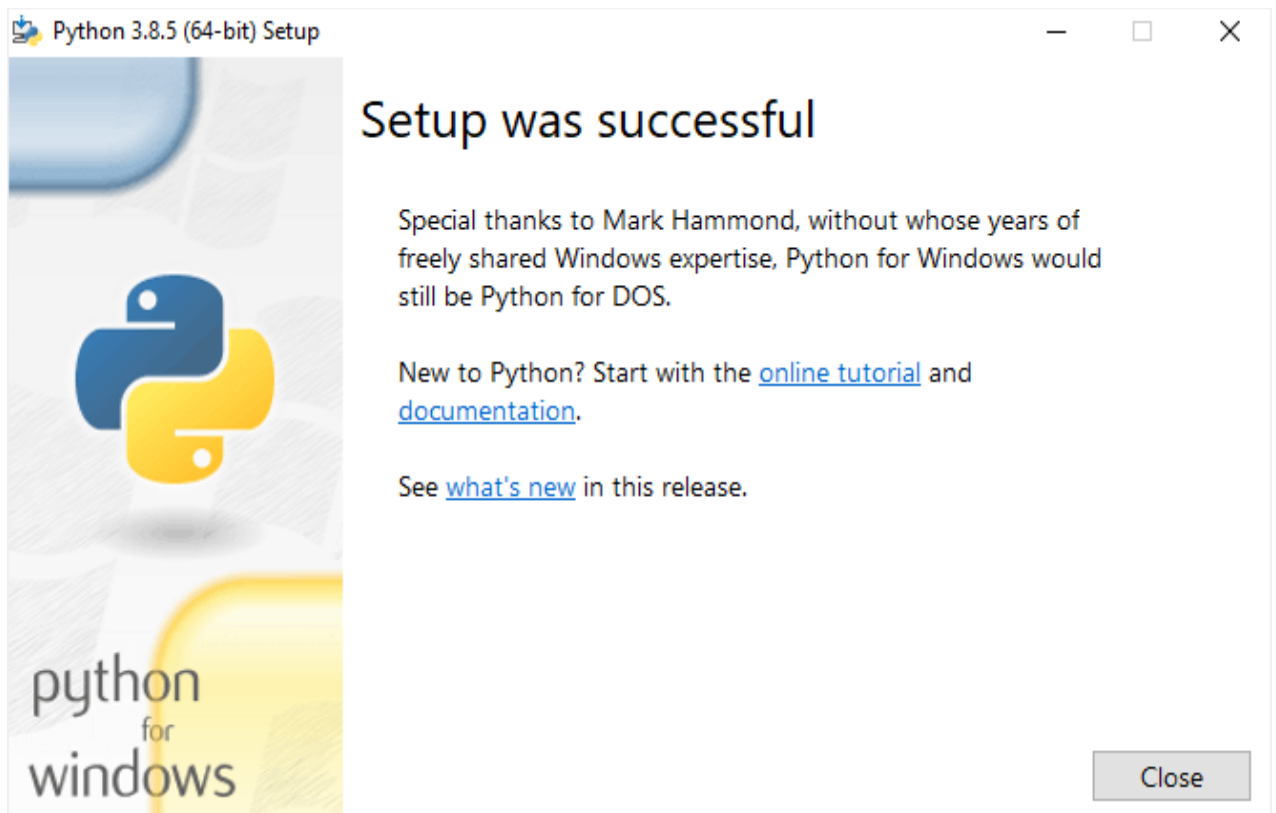 Python 3.8.5 (64-bit) Setup
Setup was successful
Special thanks to Mark Hammond, without whose years of
freely shared Windows expertise, Python for Windows would
still be Python for DOS.
New to Python? Start with the online tutorial and
documentation.
See what's new in this release.
python
for
windows
Close